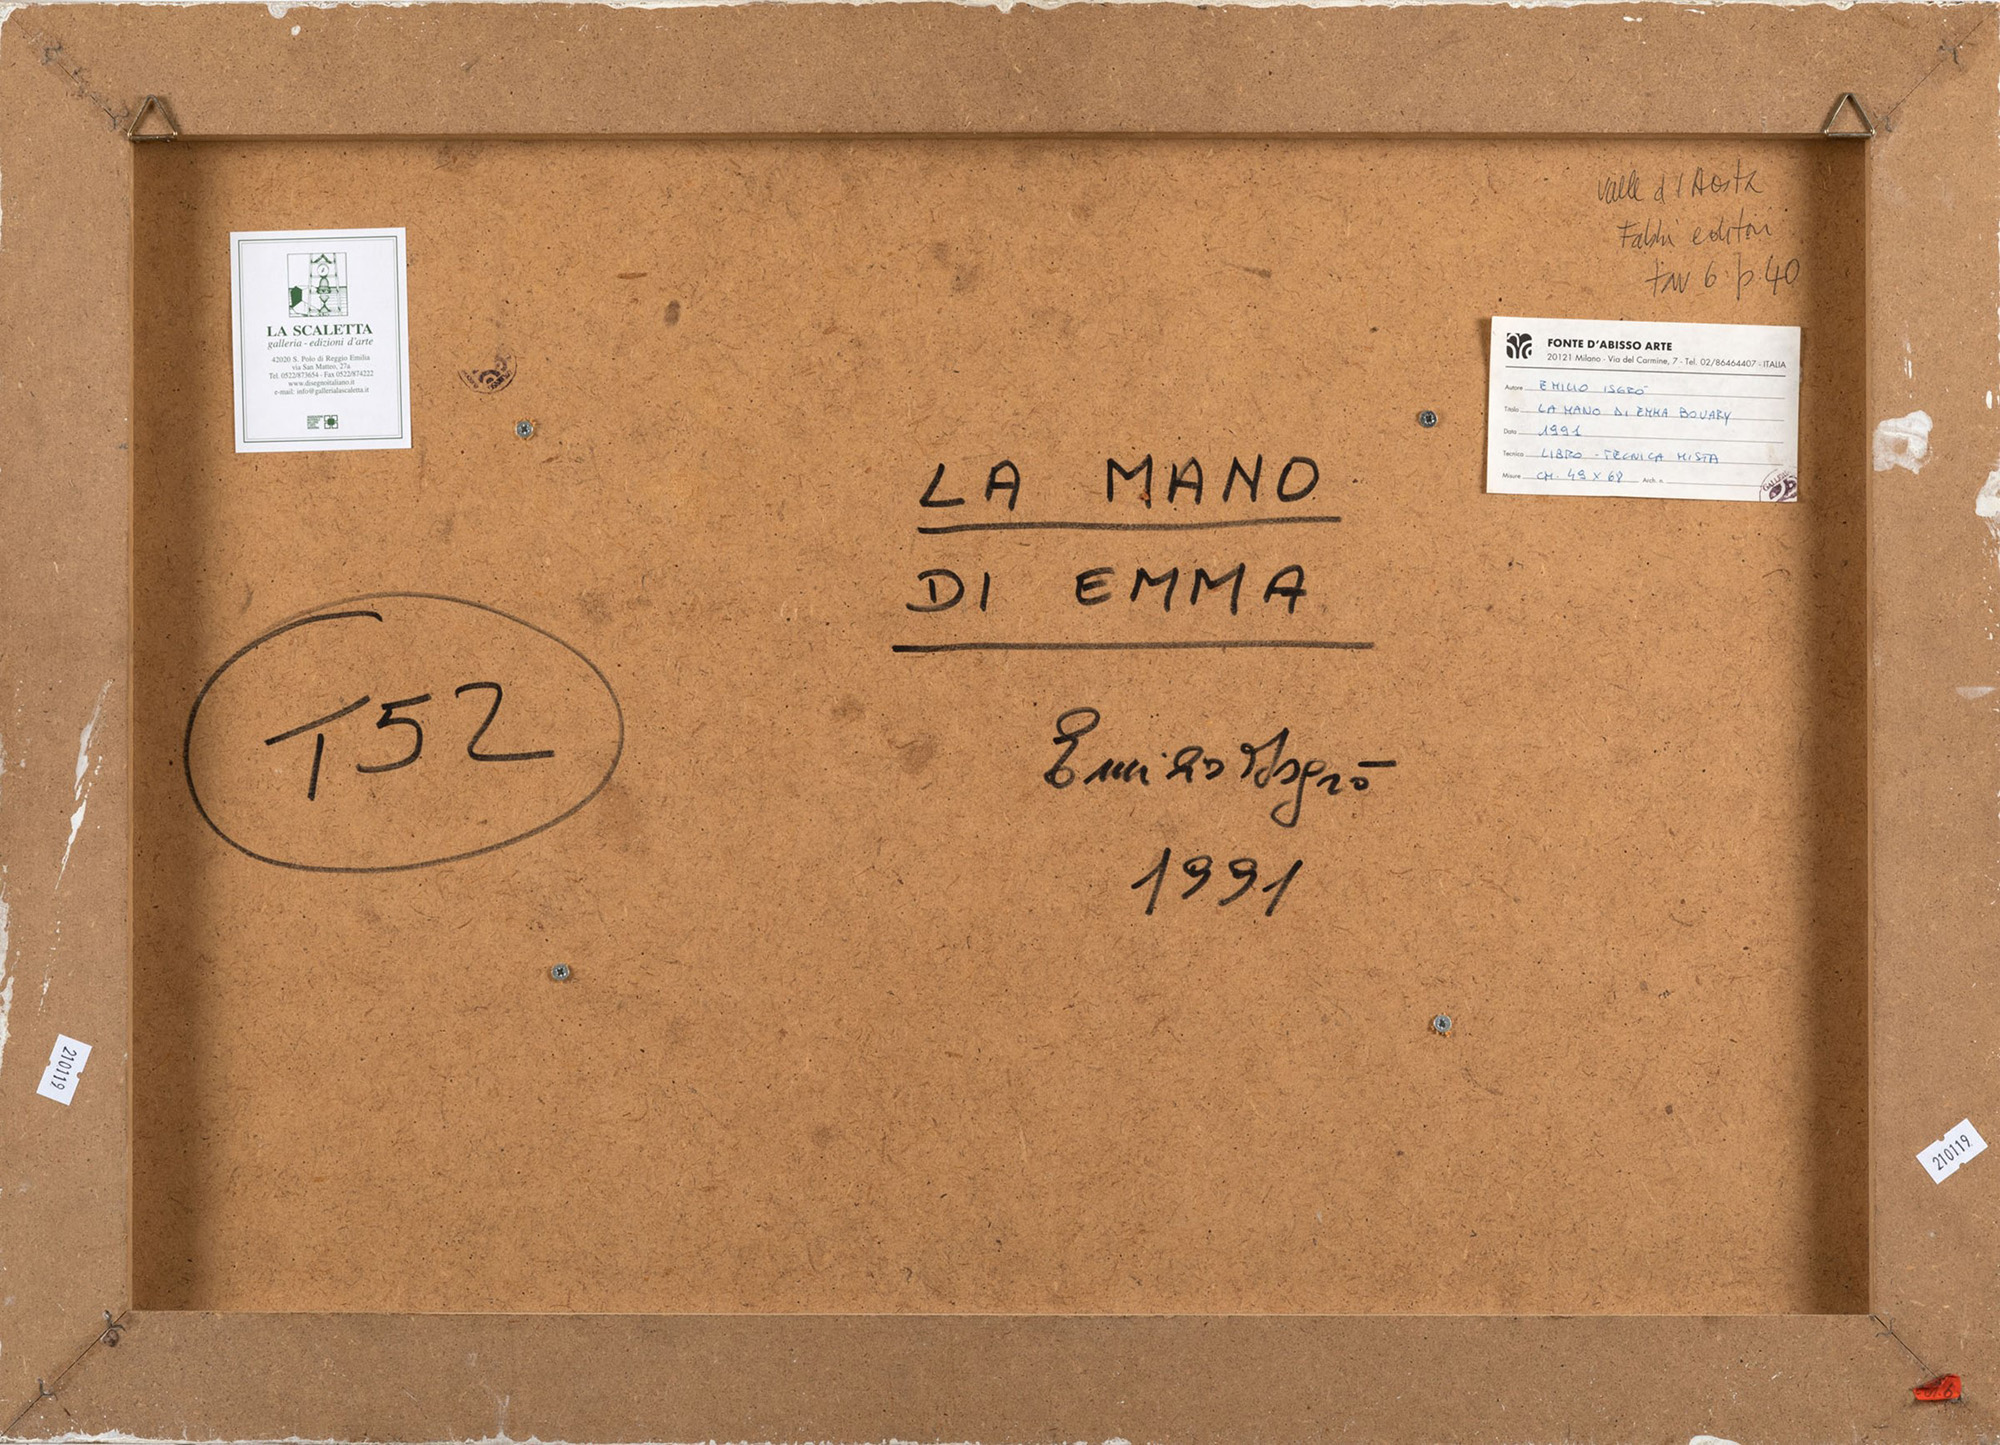 valle d'Aosta
Fabbri editori
tav 6 p. 40
LA SCALETTA
galleria - edizioni d'arte
42020 S. Polo di Reggio Emilia
via San Matteo, 27a
Tel. 0522/873654 - Fax 0522/874222
www.disegnoitaliano.it
e-mail: info@gallerialascaletta.it
FONTE D'ABISSO ARTE
20121 Milano - Via del Carmine, 7 - Tel. 02/86464407 - ITALIA
Autore EMILIO ISGRÓ
Titolo LA MANO DI EMMA BOVARY
Data 1991
Tecnica LIBRO - TECNICA MISTA
Misure CM. 49 x 68 Arch. n.
LA MANO
DI EMMA
T52
Emilio Isgrò
1991
210119
210119